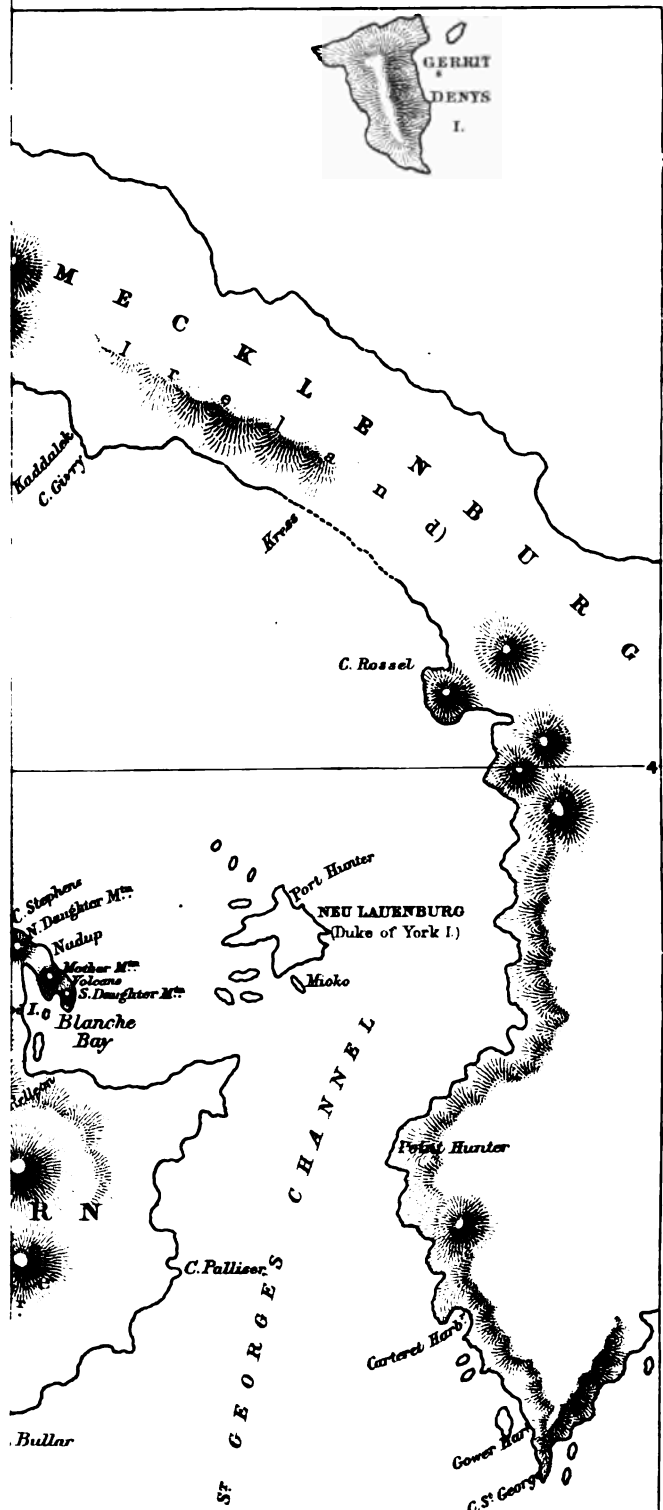 GERRIT
DENYS
I.
MECKLENBURG
Ireland)
Kaddalek
C. Givry
Kress
C. Rossel
4
C. Stephens
N. Daughter Mtn.
Nudup
Mother Mtn.
Volcano
S. Daughter Mtn.
I.
Blanche
Bay
Port Hunter
NEU LAUENBURG
(Duke of York I.)
Mioko
St GEORGE'S CHANNEL
Point Hunter
R N
C. Palliser
Carteret Harb.
Bullar
Gower Har
C. St George